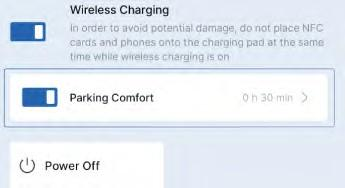 Wireless Charging
In order to avoid potential damage, do not place NFC
cards and phones onto the charging pad at the same
time while wireless charging is on
Parking Comfort 0 h 30 min
Power Off